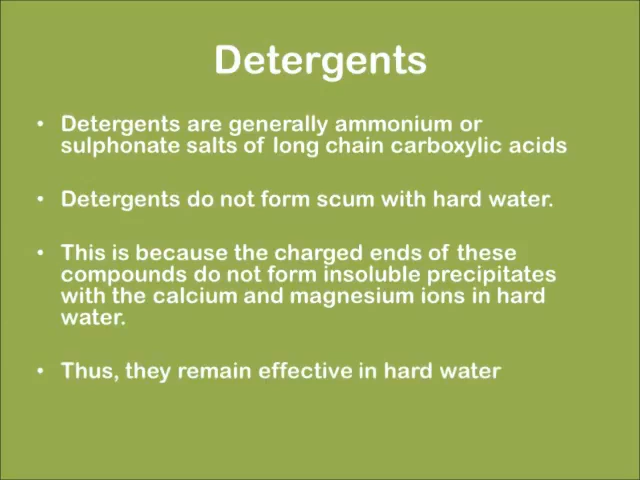 Detergents
• Detergents are generally ammonium or
sulphonate salts of long chain carboxylic acids
• Detergents do not form scum with hard water.
• This is because the charged ends of these
compounds do not form insoluble precipitates
with the calcium and magnesium ions in hard
water.
• Thus, they remain effective in hard water